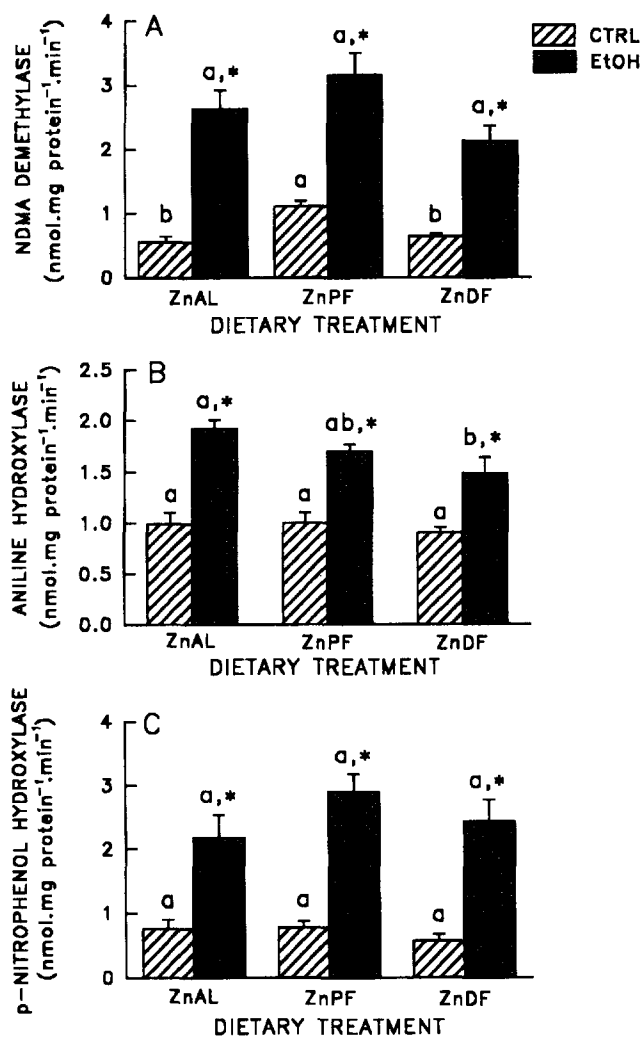 A
CTRL
EtOH
NDMA DEMETHYLASE
(nmol.mg protein⁻¹.min⁻¹)
4
3
2
1
0
b
a,*
a
a,*
b
a,*
ZnAL
ZnPF
ZnDF
DIETARY TREATMENT
B
ANILINE HYDROXYLASE
(nmol.mg protein⁻¹.min⁻¹)
2.5
2.0
1.5
1.0
0.5
0.0
a
a,*
a
ab,*
a
b,*
ZnAL
ZnPF
ZnDF
DIETARY TREATMENT
C
p-NITROPHENOL HYDROXYLASE
(nmol.mg protein⁻¹.min⁻¹)
4
3
2
1
0
a
a,*
a
a,*
a
a,*
ZnAL
ZnPF
ZnDF
DIETARY TREATMENT